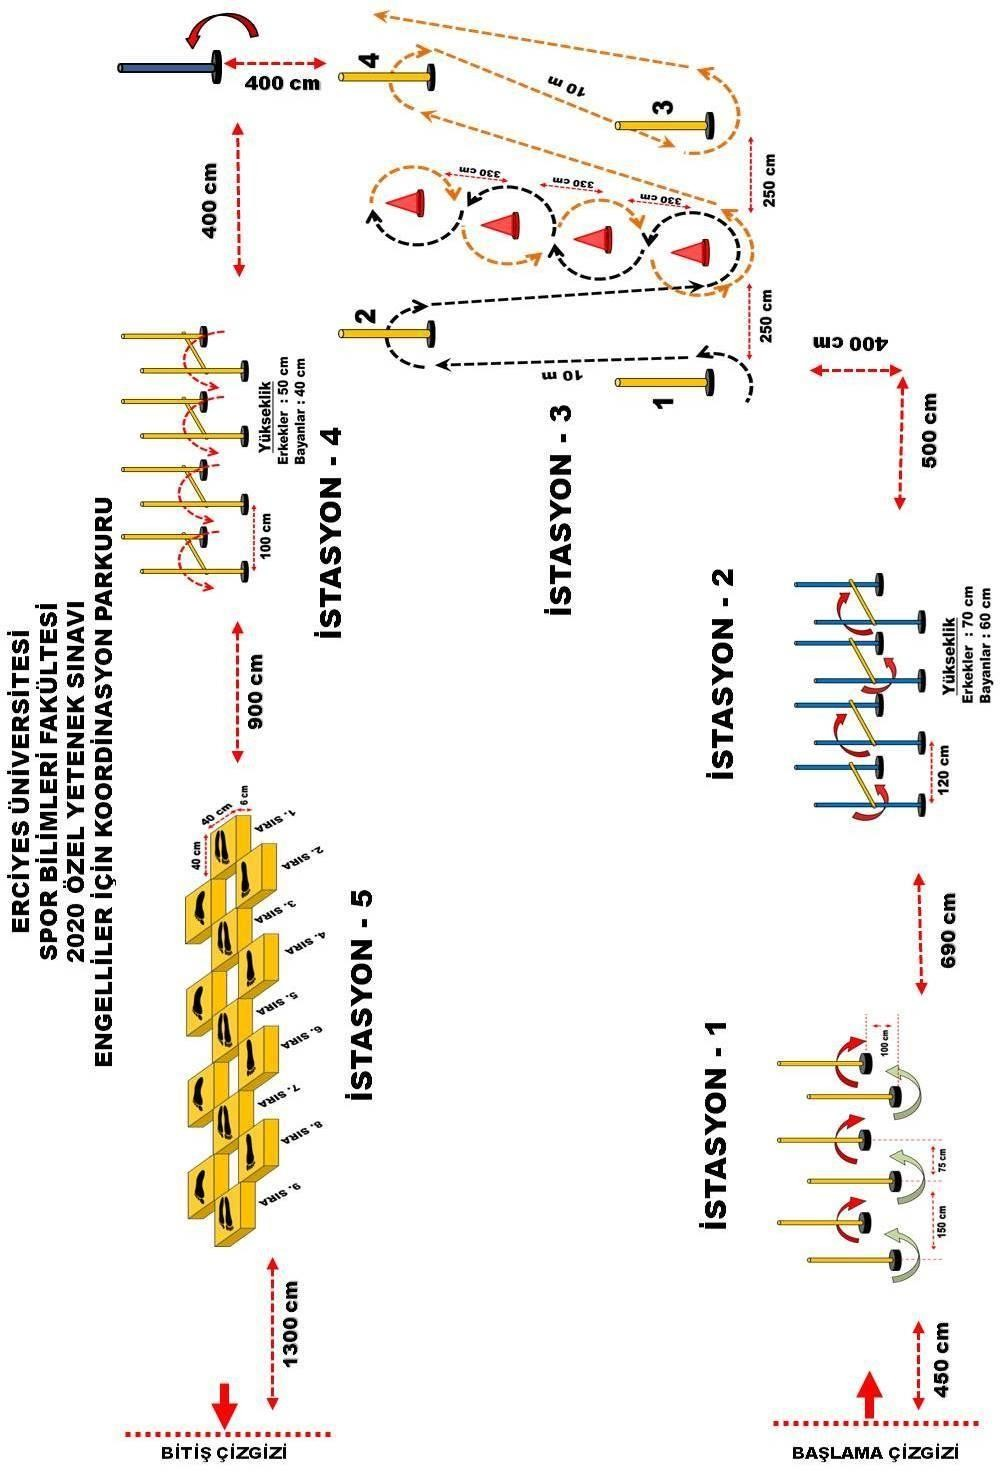 ERCİYES ÜNİVERSİTESİ
SPOR BİLİMLERİ FAKÜLTESİ
2020 ÖZEL YETENEK SINAVI
ENGELLİLER İÇİN KOORDİNASYON PARKURU
400 cm
400 cm
4
10 m
3
250 cm
330 cm
330 cm
330 cm
2
250 cm
10 m
1
400 cm
500 cm
İSTASYON - 3
Yükseklik
Erkekler : 50 cm
Bayanlar : 40 cm
100 cm
İSTASYON - 4
900 cm
İSTASYON - 2
Yükseklik
Erkekler : 70 cm
Bayanlar : 60 cm
120 cm
690 cm
40 cm
40 cm
6 cm
1. SIRA
2. SIRA
3. SIRA
4. SIRA
5. SIRA
6. SIRA
7. SIRA
8. SIRA
9. SIRA
İSTASYON - 5
İSTASYON - 1
100 cm
75 cm
150 cm
1300 cm
450 cm
BİTİŞ ÇİZGİZİ
BAŞLAMA ÇİZGİZİ